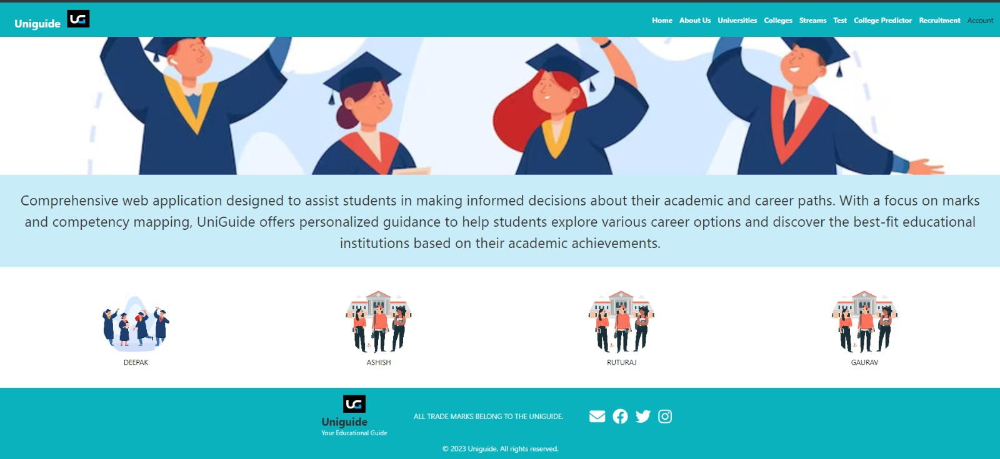 Uniguide UG
Home About Us Universities Colleges Streams Test College Predictor Recruitment Account
Comprehensive web application designed to assist students in making informed decisions about their academic and career paths. With a focus on marks
and competency mapping, UniGuide offers personalized guidance to help students explore various career options and discover the best-fit educational
institutions based on their academic achievements.
DEEPAK ASHISH RUTURAJ GAURAV
UG
Uniguide
Your Educational Guide
ALL TRADE MARKS BELONG TO THE UNIGUIDE.
© 2023 Uniguide. All rights reserved.